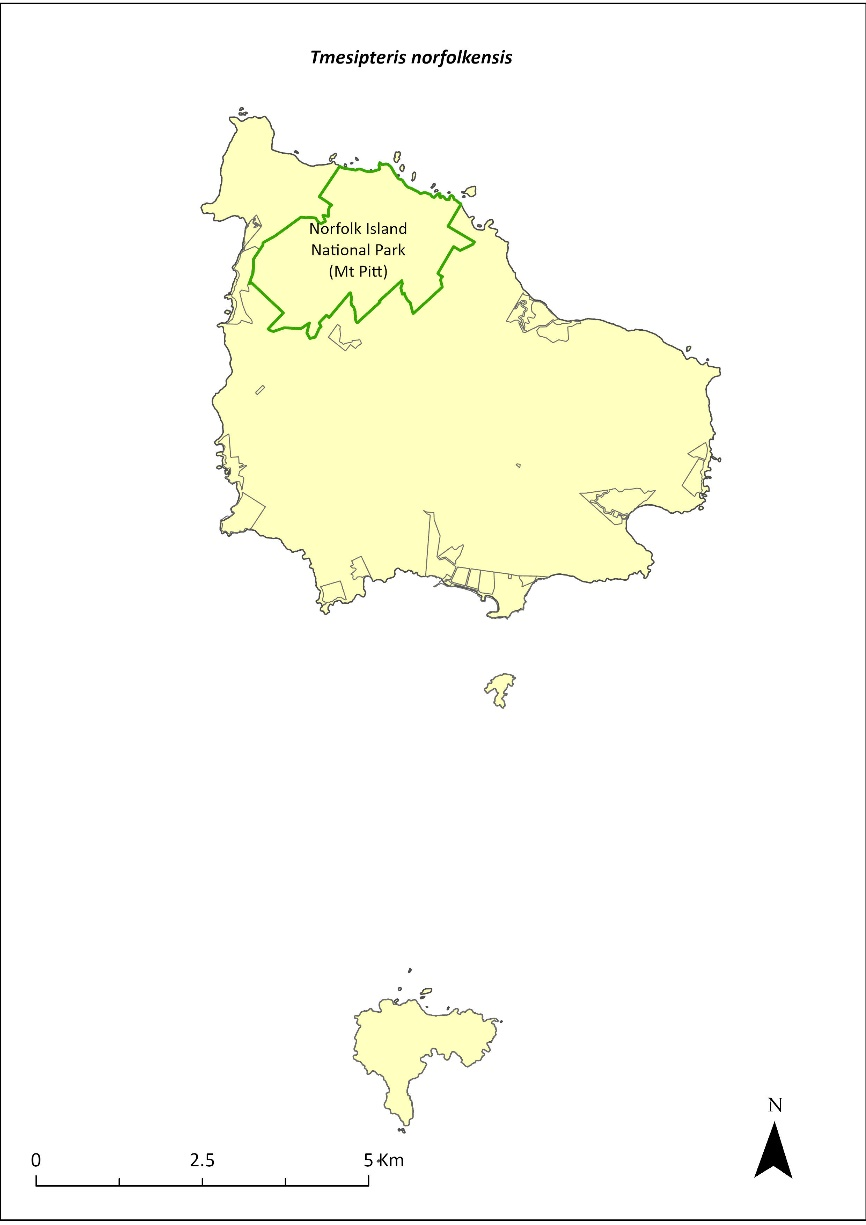 Tmesipteris norfolkensis
Norfolk Island
National Park
(Mt Pitt)
N
0 2.5 5 Km